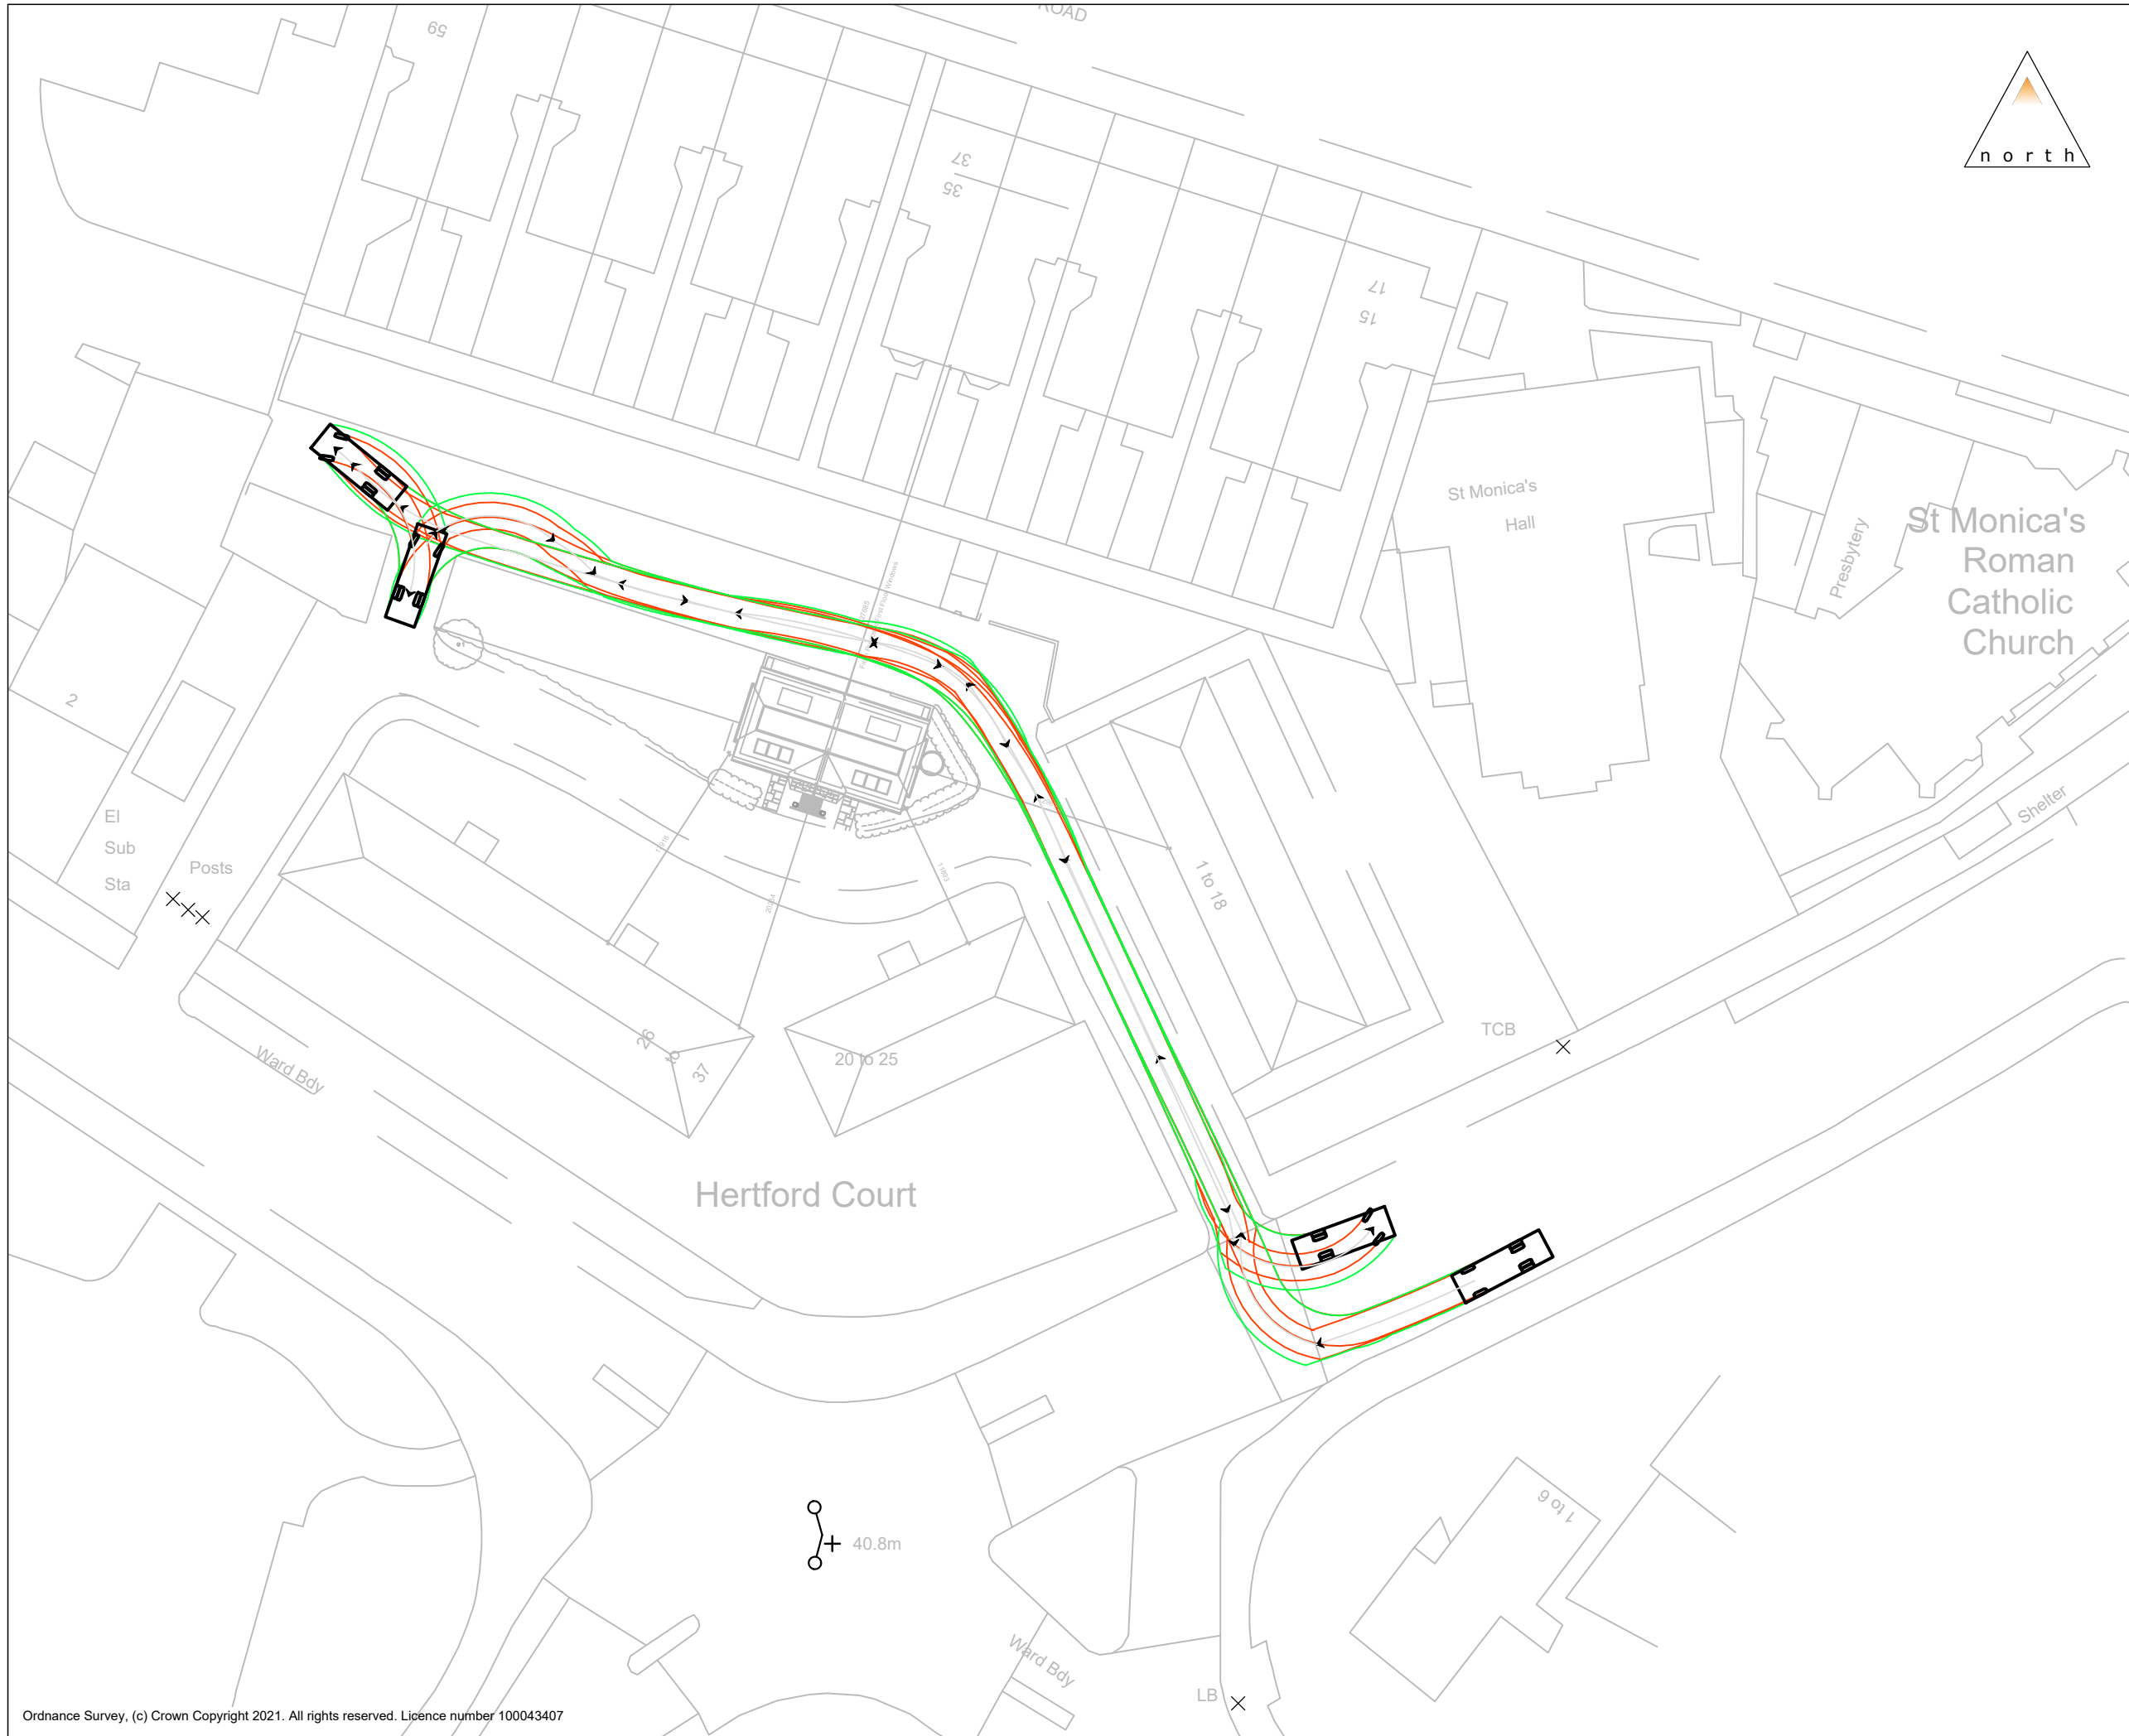 ROAD
59
north
37
35
17
15
St Monica's
Hall
St Monica's
Roman
Catholic
Church
Presbytery
Shelter
2
El
Sub
Sta
Posts
1 to 18
TCB
20 to 25
26
to
37
Ward Bdy
Hertford Court
40.8m
1 to 6
Ward Bdy
LB
Ordnance Survey, (c) Crown Copyright 2021. All rights reserved. Licence number 100043407